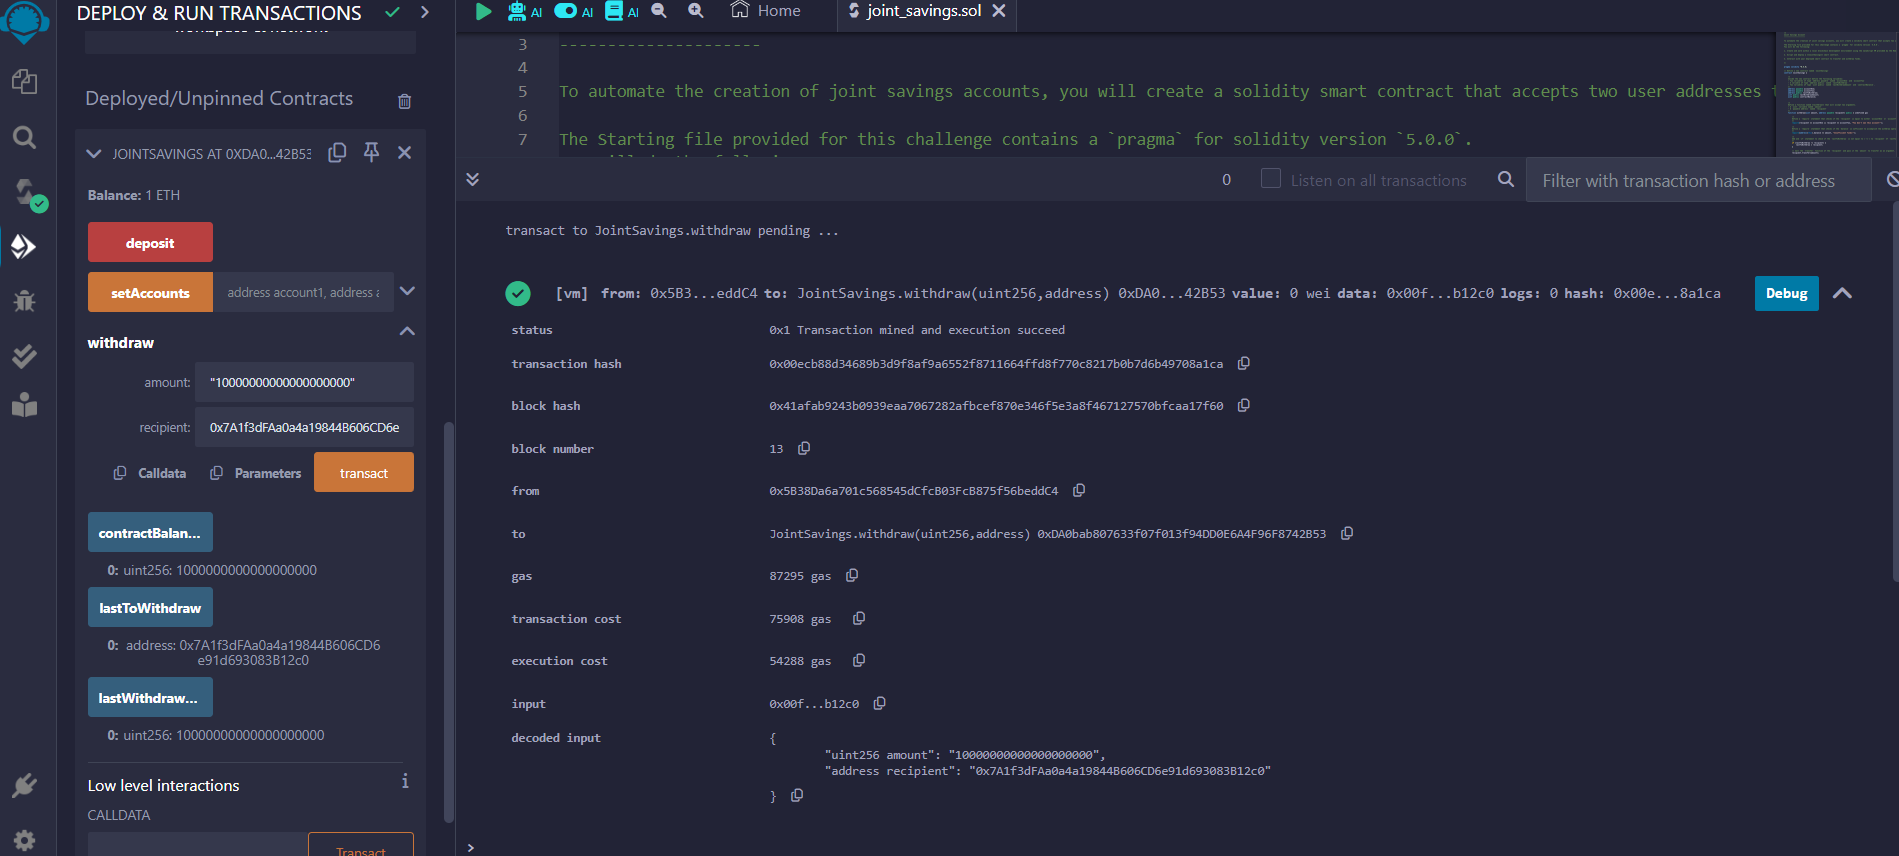 DEPLOY & RUN TRANSACTIONS
Deployed/Unpinned Contracts
JOINTSAVINGS AT 0XDA0...42B53
Balance: 1 ETH
deposit
setAccounts
address account1, address a
withdraw
amount:
"10000000000000000000"
recipient:
0x7A1f3dFAa0a4a19844B606CD6e
Calldata
Parameters
transact
contractBalan...
0: uint256: 1000000000000000000
lastToWithdraw
0: address: 0x7A1f3dFAa0a4a19844B606CD6
e91d693083B12c0
lastWithdraw...
0: uint256: 10000000000000000000
Low level interactions
i
CALLDATA
Transact
AI
AI
AI
Home
joint_savings.sol
3 ---------------------
4
5 To automate the creation of joint savings accounts, you will create a solidity smart contract that accepts two user addresses
6
7 The Starting file provided for this challenge contains a `pragma` for solidity version `5.0.0`.
0
Listen on all transactions
Filter with transaction hash or address
transact to JointSavings.withdraw pending ...
[vm] from: 0x5B3...eddC4 to: JointSavings.withdraw(uint256,address) 0xDA0...42B53 value: 0 wei data: 0x00f...b12c0 logs: 0 hash: 0x00e...8a1ca
Debug
status 0x1 Transaction mined and execution succeed
transaction hash 0x00ecb88d34689b3d9f8af9a6552f8711664ffd8f770c8217b0b7d6b49708a1ca
block hash 0x41afab9243b0939eaa7067282afbcef870e346f5e3a8f467127570bfcaa17f60
block number 13
from 0x5B38Da6a701c568545dCfcB03FcB875f56beddC4
to JointSavings.withdraw(uint256,address) 0xDA0bab807633f07f013f94DD0E6A4F96F8742B53
gas 87295 gas
transaction cost 75908 gas
execution cost 54288 gas
input 0x00f...b12c0
decoded input {
"uint256 amount": "10000000000000000000",
"address recipient": "0x7A1f3dFAa0a4a19844B606CD6e91d693083B12c0"
}
>